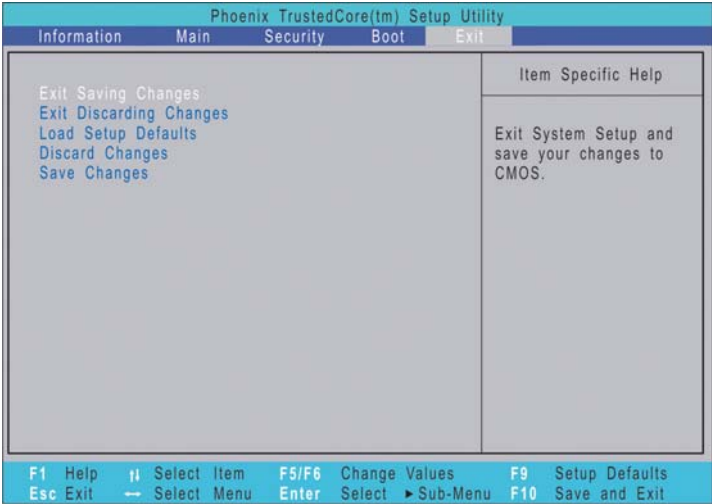 Phoenix TrustedCore(tm) Setup Utility
Information Main Security Boot Exit
Item Specific Help
Exit Saving Changes
Exit Discarding Changes
Load Setup Defaults
Discard Changes
Save Changes
Exit System Setup and
save your changes to
CMOS.
F1 Help ↑↓ Select Item F5/F6 Change Values F9 Setup Defaults
Esc Exit ↔ Select Menu Enter Select ►Sub-Menu F10 Save and Exit